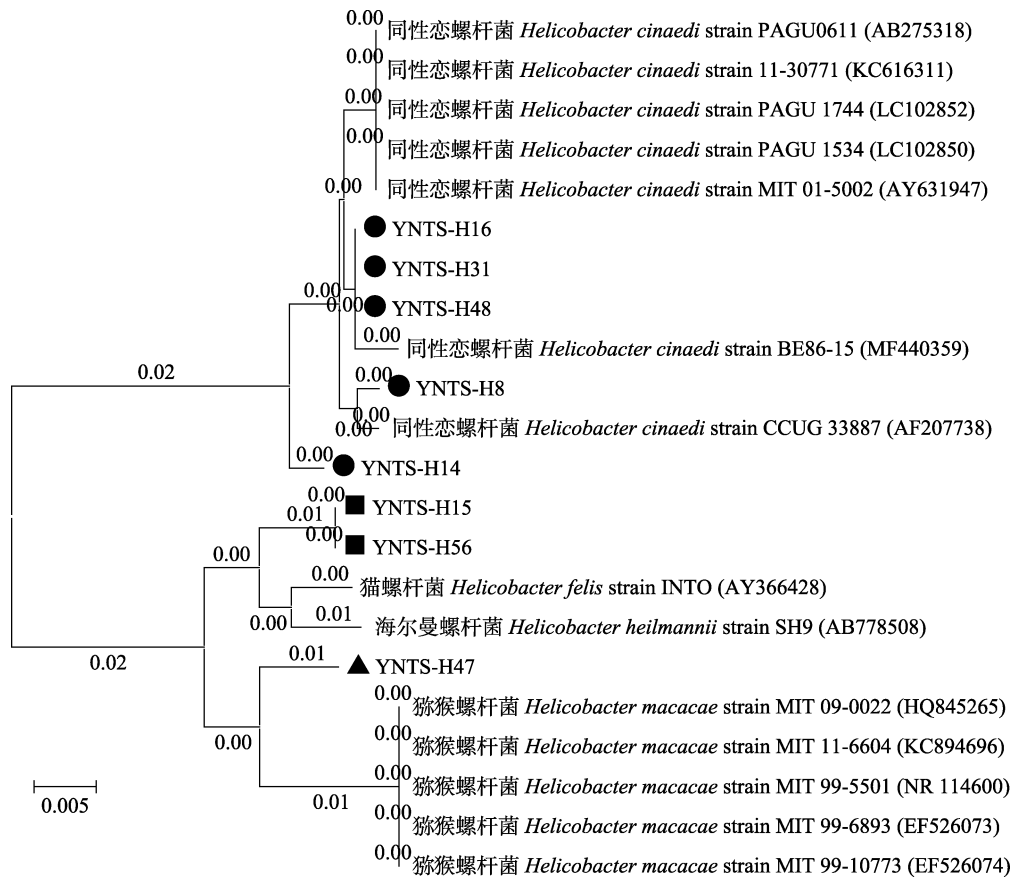 0.00
同性恋螺杆菌 Helicobacter cinaedi strain PAGU0611 (AB275318)
0.00
同性恋螺杆菌 Helicobacter cinaedi strain 11-30771 (KC616311)
0.00
同性恋螺杆菌 Helicobacter cinaedi strain PAGU 1744 (LC102852)
0.00
同性恋螺杆菌 Helicobacter cinaedi strain PAGU 1534 (LC102850)
0.00
同性恋螺杆菌 Helicobacter cinaedi strain MIT 01-5002 (AY631947)
YNTS-H16
YNTS-H31
0.00
0.00
YNTS-H48
0.00
同性恋螺杆菌 Helicobacter cinaedi strain BE86-15 (MF440359)
0.02
0.00
YNTS-H8
0.00
0.00
同性恋螺杆菌 Helicobacter cinaedi strain CCUG 33887 (AF207738)
0.00
YNTS-H14
0.00
YNTS-H15
0.01
0.00
YNTS-H56
0.00
0.00
猫螺杆菌 Helicobacter felis strain INTO (AY366428)
0.00
0.01
海尔曼螺杆菌 Helicobacter heilmannii strain SH9 (AB778508)
0.02
0.01
YNTS-H47
0.00
猕猴螺杆菌 Helicobacter macacae strain MIT 09-0022 (HQ845265)
0.00
0.00
猕猴螺杆菌 Helicobacter macacae strain MIT 11-6604 (KC894696)
0.00
猕猴螺杆菌 Helicobacter macacae strain MIT 99-5501 (NR 114600)
0.01
0.005
0.00
猕猴螺杆菌 Helicobacter macacae strain MIT 99-6893 (EF526073)
0.00
猕猴螺杆菌 Helicobacter macacae strain MIT 99-10773 (EF526074)